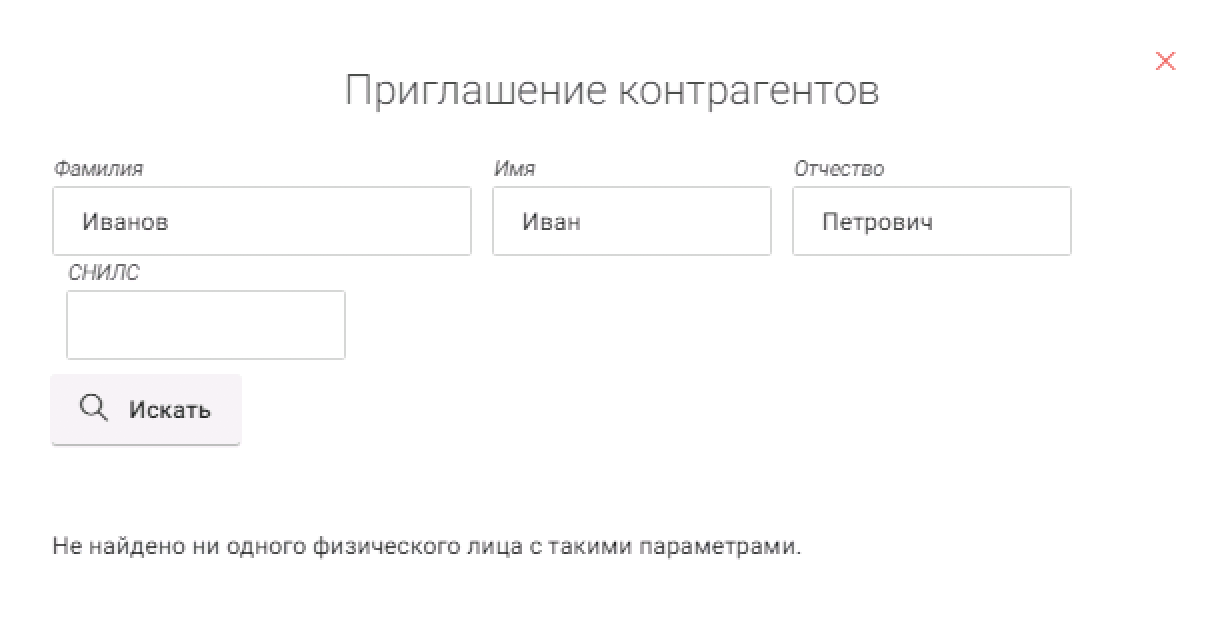 Приглашение контрагентов
Фамилия Имя Отчество
Иванов Иван Петрович
СНИЛС
Искать
Не найдено ни одного физического лица с такими параметрами.